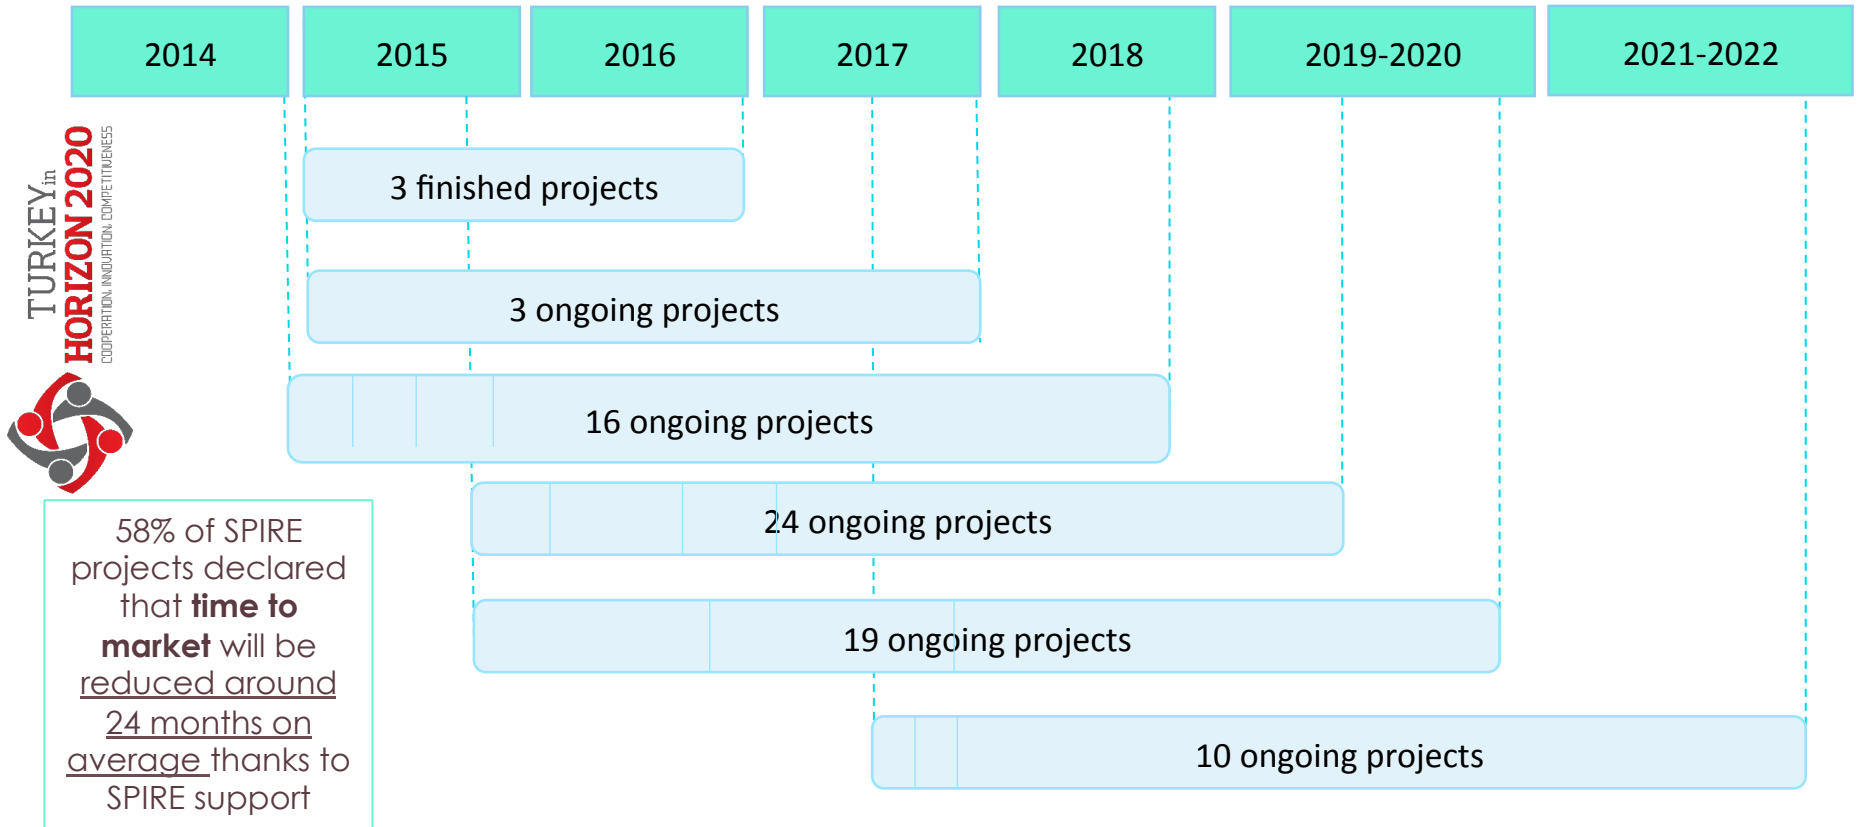 2014
2015
2016
2017
2018
2019-2020
2021-2022
TURKEY in
HORIZON 2020
COOPERATION, INNOVATION, COMPETITIVENESS
3 finished projects
3 ongoing projects
16 ongoing projects
24 ongoing projects
19 ongoing projects
10 ongoing projects
58% of SPIRE
projects declared
that time to
market will be
reduced around
24 months on
average thanks to
SPIRE support